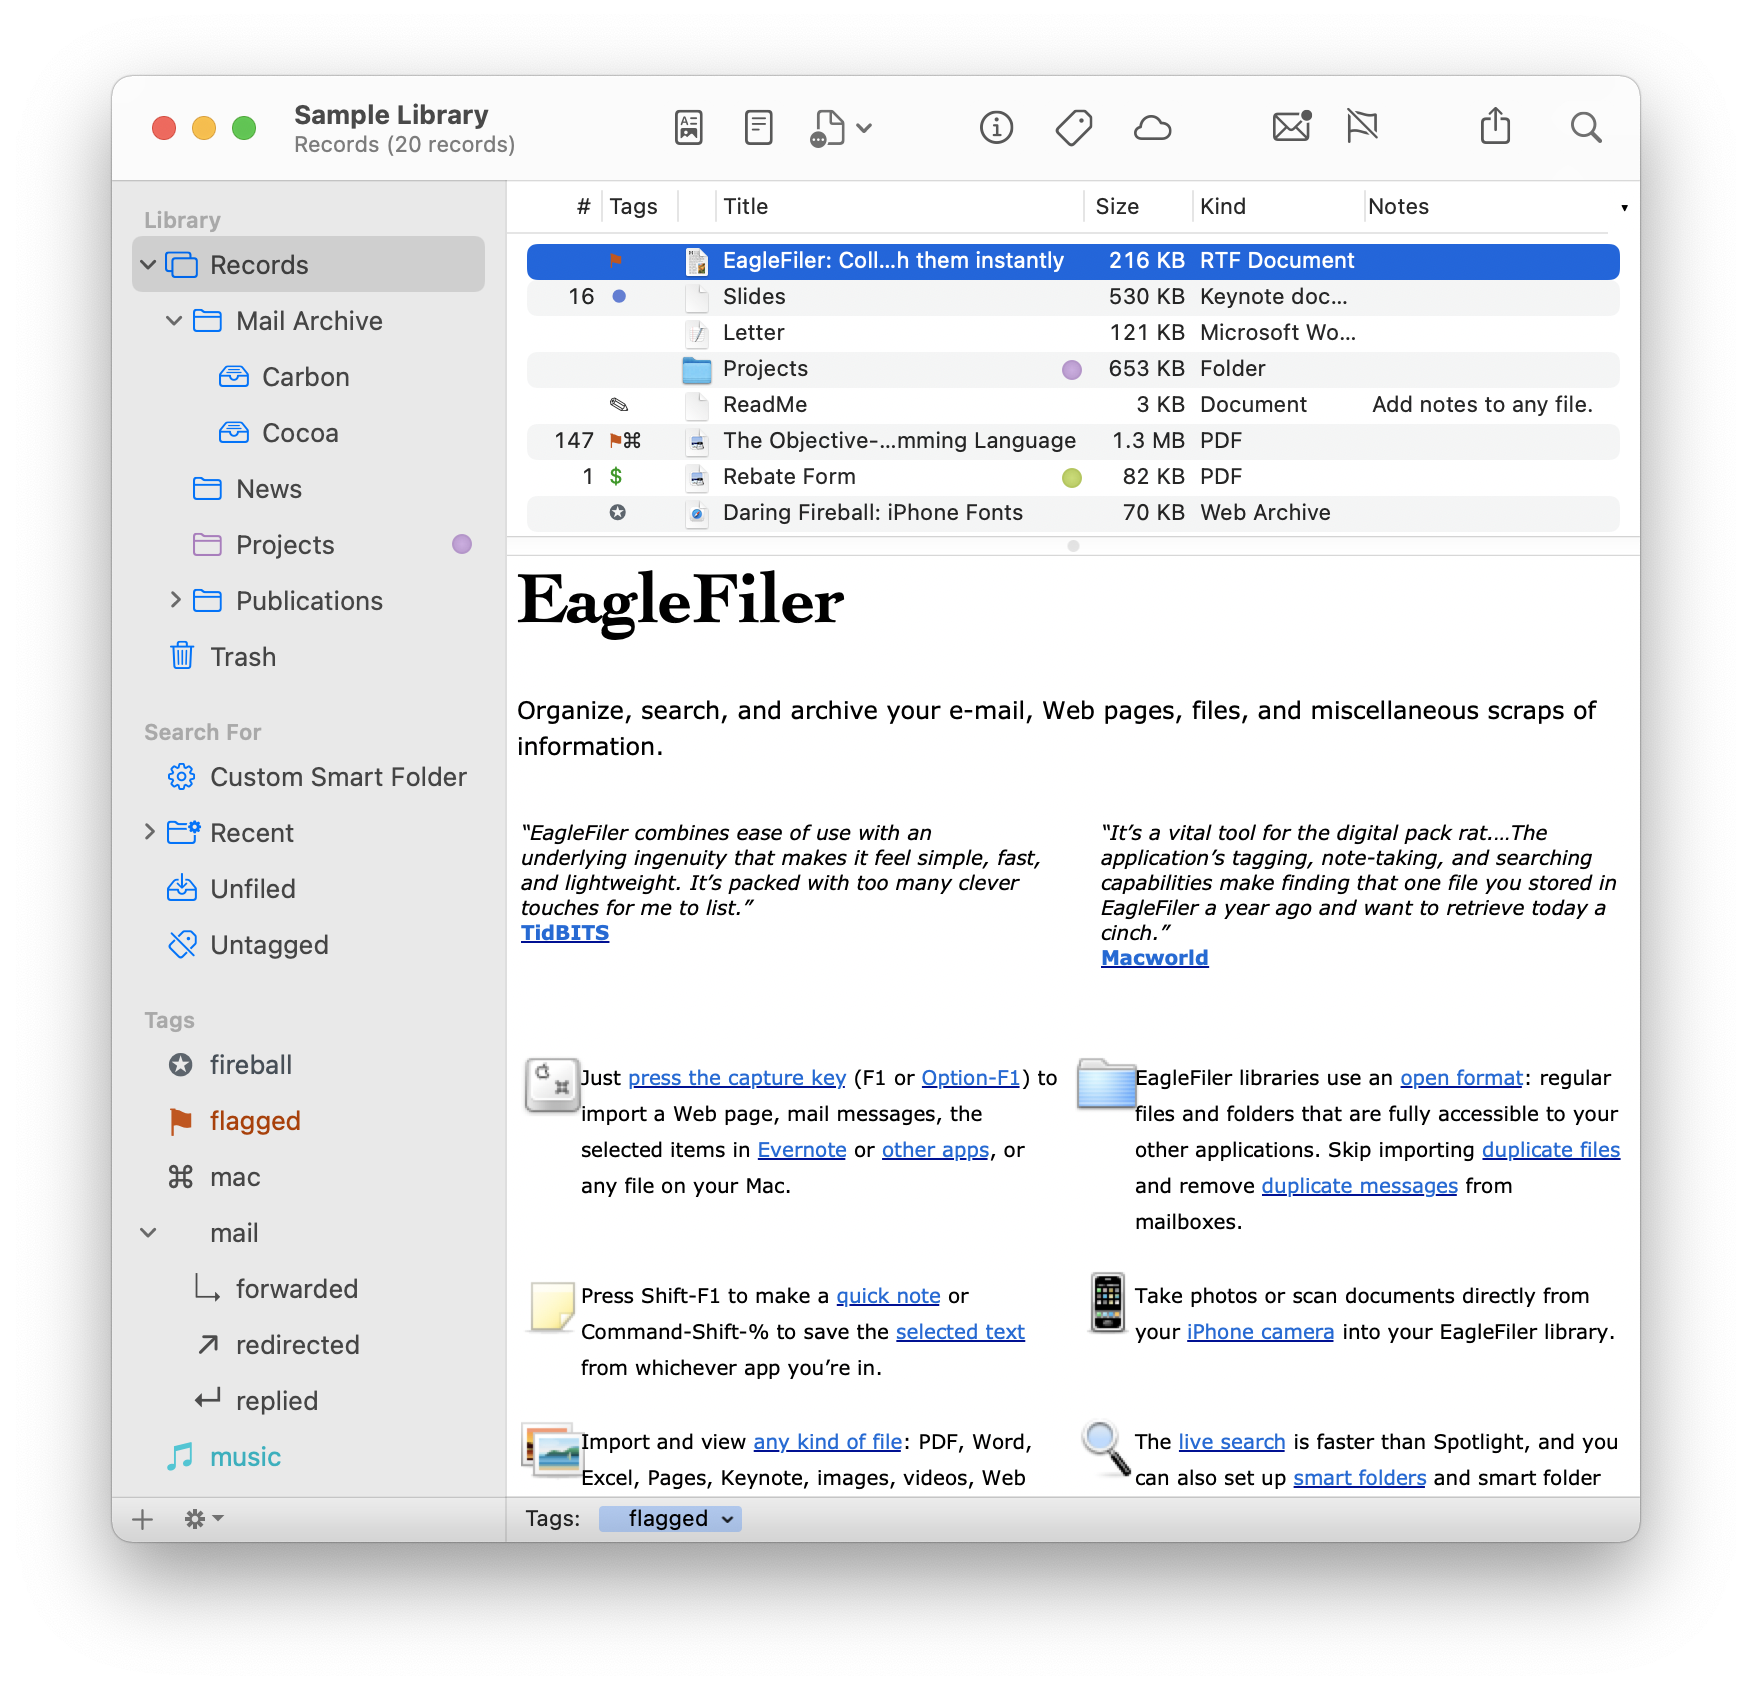 Sample Library
Records (20 records)
Library
Records
Mail Archive
Carbon
Cocoa
News
Projects
Publications
Trash
Search For
Custom Smart Folder
Recent
Unfiled
Untagged
Tags
fireball
flagged
mac
mail
forwarded
redirected
replied
music
# Tags Title Size Kind Notes
EagleFiler: Coll...h them instantly 216 KB RTF Document
16 Slides 530 KB Keynote doc...
Letter 121 KB Microsoft Wo...
Projects 653 KB Folder
ReadMe 3 KB Document Add notes to any file.
147 ⌘ The Objective-...mming Language 1.3 MB PDF
1 $ Rebate Form 82 KB PDF
Daring Fireball: iPhone Fonts 70 KB Web Archive
EagleFiler
Organize, search, and archive your e-mail, Web pages, files, and miscellaneous scraps of
information.
“EagleFiler combines ease of use with an
underlying ingenuity that makes it feel simple, fast,
and lightweight. It’s packed with too many clever
touches for me to list.”
TidBITS
“It’s a vital tool for the digital pack rat....The
application’s tagging, note-taking, and searching
capabilities make finding that one file you stored in
EagleFiler a year ago and want to retrieve today a
cinch.”
Macworld
Just press the capture key (F1 or Option-F1) to
import a Web page, mail messages, the
selected items in Evernote or other apps, or
any file on your Mac.
EagleFiler libraries use an open format: regular
files and folders that are fully accessible to your
other applications. Skip importing duplicate files
and remove duplicate messages from
mailboxes.
Press Shift-F1 to make a quick note or
Command-Shift-% to save the selected text
from whichever app you’re in.
Take photos or scan documents directly from
your iPhone camera into your EagleFiler library.
Import and view any kind of file: PDF, Word,
Excel, Pages, Keynote, images, videos, Web
The live search is faster than Spotlight, and you
can also set up smart folders and smart folder
Tags: flagged